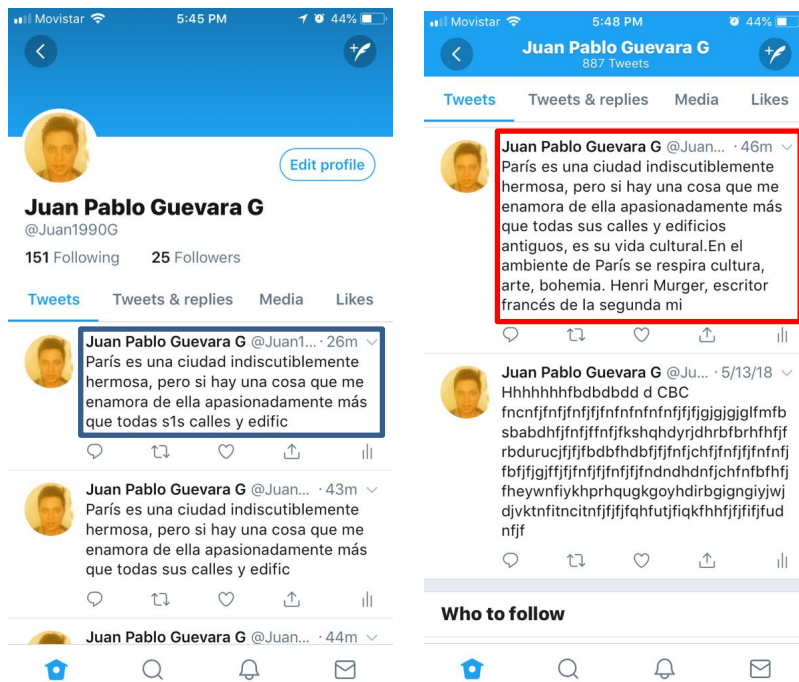 Movistar 5:45 PM 44%
Edit profile
Juan Pablo Guevara G
@Juan1990G
151 Following 25 Followers
Tweets Tweets & replies Media Likes
Juan Pablo Guevara G @Juan1... · 26m
París es una ciudad indiscutiblemente
hermosa, pero si hay una cosa que me
enamora de ella apasionadamente más
que todas s1s calles y edific
Juan Pablo Guevara G @Juan... · 43m
París es una ciudad indiscutiblemente
hermosa, pero si hay una cosa que me
enamora de ella apasionadamente más
que todas sus calles y edific
Juan Pablo Guevara G @Juan... · 44m
Movistar 5:48 PM 44%
Juan Pablo Guevara G
887 Tweets
Tweets Tweets & replies Media Likes
Juan Pablo Guevara G @Juan... · 46m
París es una ciudad indiscutiblemente
hermosa, pero si hay una cosa que me
enamora de ella apasionadamente más
que todas sus calles y edificios
antiguos, es su vida cultural.En el
ambiente de París se respira cultura,
arte, bohemia. Henri Murger, escritor
francés de la segunda mi
Juan Pablo Guevara G @Ju... · 5/13/18
Hhhhhhhfbdbdbdd d CBC
fncnfjfnfjfnfjfjfnfnfnfnfnfjfjfjgjgjgjglfmfb
sbabdhfjfnfjffnfjfkshqhdyrjdhrbfbrhfhfjf
rbdurucjfjfjfbdbfhdbfjfjfnfjchfjfnfjfjfnfnfj
fbfjfjgjffjfjfnfjfjfnfjfjfndndhdnfjchfnfbfhfj
fheywnfiykhprhqugkgoyhdirbgigngiyjwj
djvktnfitncitnfjfjfjfqhfutjfiqkfhhfjfjfifjfud
nfjf
Who to follow